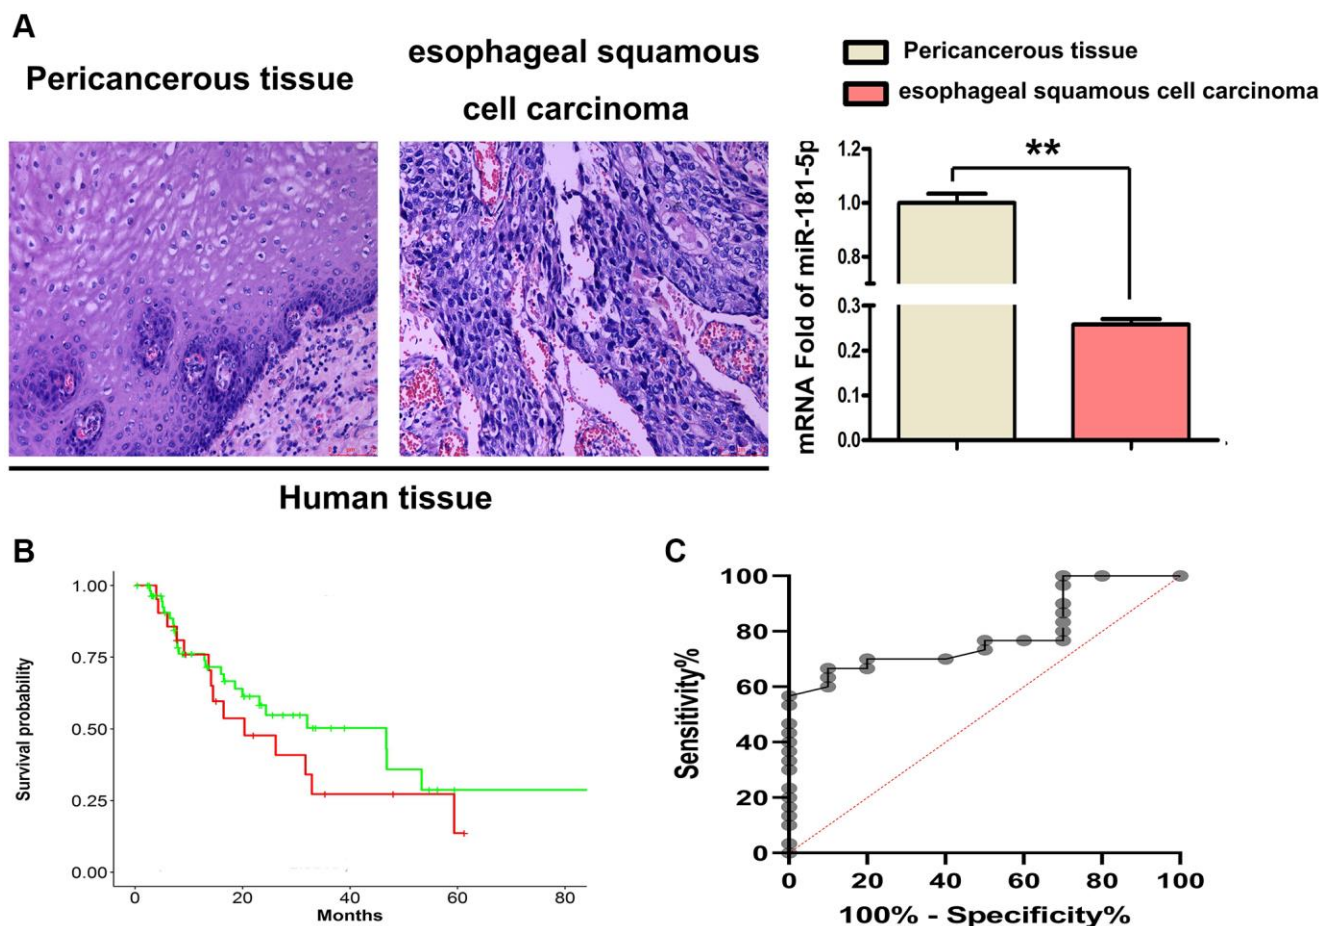 A
Pericancerous tissue
esophageal squamous
cell carcinoma
Human tissue
Pericancerous tissue
esophageal squamous cell carcinoma
mRNA Fold of miR-181-5p
**
1.2
1.0
0.8
0.3
0.2
0.1
0.0
B
Survival probability
1.00
0.75
0.50
0.25
0.00
0 20 40 60 80
Months
C
Sensitivity%
100
80
60
40
20
0
0 20 40 60 80 100
100% - Specificity%